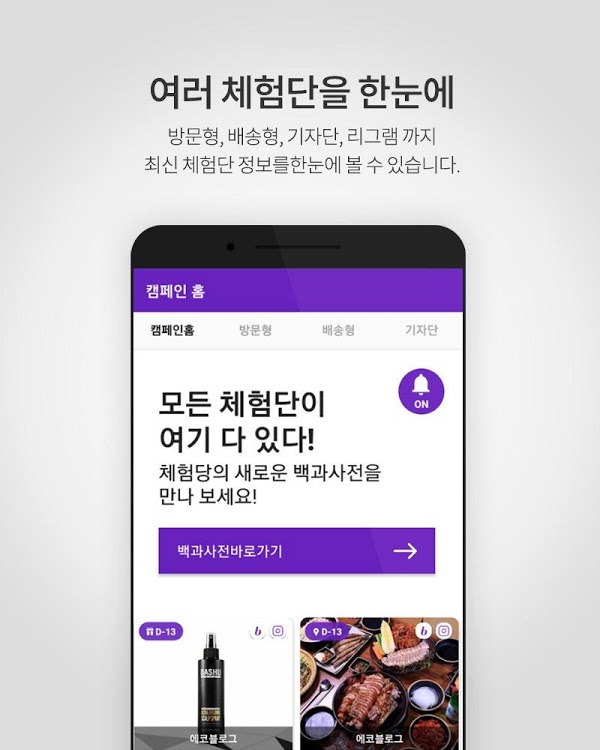 여러 체험단을 한눈에
방문형, 배송형, 기자단, 리그램 까지
최신 체험단 정보를한눈에 볼 수 있습니다.
캠페인 홈
캠페인홈 방문형 배송형 기자단
ON
모든 체험단이
여기 다 있다!
체험당의 새로운 백과사전을
만나 보세요!
백과사전바로가기
D-13 b
D-13 b
DASHU
에코블로그
에코블로그